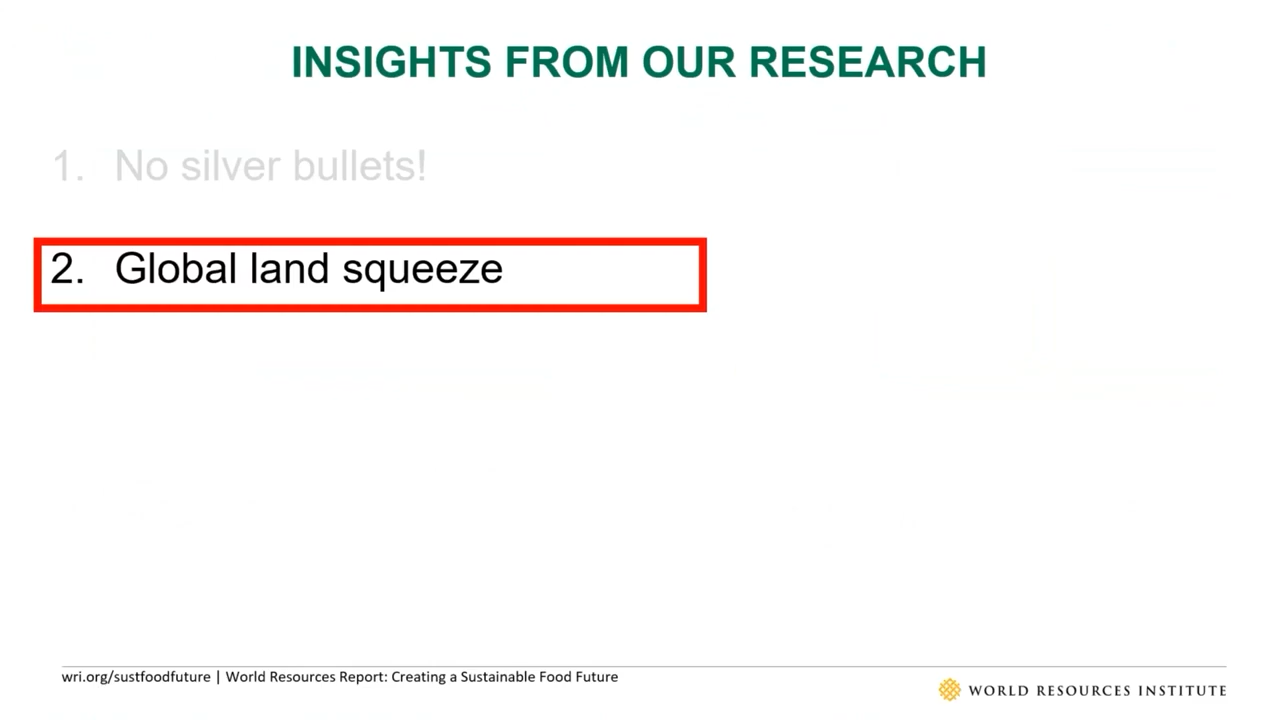 INSIGHTS FROM OUR RESEARCH
1. No silver bullets!
2. Global land squeeze
wri.org/sustfoodfuture | World Resources Report: Creating a Sustainable Food Future
WORLD RESOURCES INSTITUTE